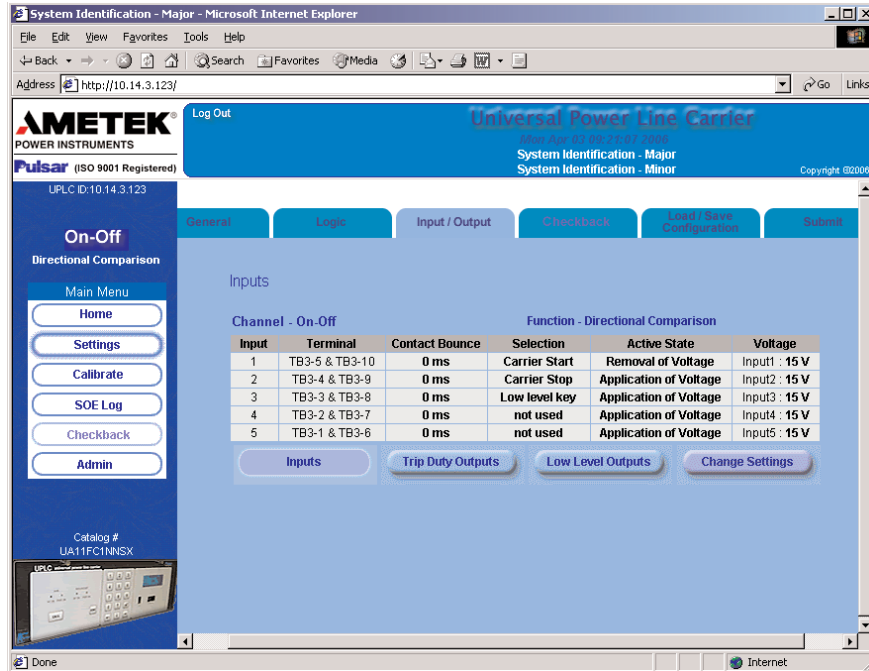 System Identification - Major - Microsoft Internet Explorer
File Edit View Favorites Tools Help
Back Search Favorites Media
Address http://10.14.3.123/ Go Links
AMETEK®
POWER INSTRUMENTS
Pulsar (ISO 9001 Registered)
Log Out
Universal Power Line Carrier
Mon Apr 03 09:21:07 2006
System Identification - Major
System Identification - Minor
Copyright ©2006
UPLC ID:10.14.3.123
On-Off
Directional Comparison
Main Menu
Home
Settings
Calibrate
SOE Log
Checkback
Admin
Catalog #
UA11FC1NNSX
UPLC
General Logic Input / Output Checkback Load / Save Configuration Submit
Inputs
Channel - On-Off Function - Directional Comparison
Input Terminal Contact Bounce Selection Active State Voltage
1 TB3-5 & TB3-10 0 ms Carrier Start Removal of Voltage Input1 : 15 V
2 TB3-4 & TB3-9 0 ms Carrier Stop Application of Voltage Input2 : 15 V
3 TB3-3 & TB3-8 0 ms Low level key Application of Voltage Input3 : 15 V
4 TB3-2 & TB3-7 0 ms not used Application of Voltage Input4 : 15 V
5 TB3-1 & TB3-6 0 ms not used Application of Voltage Input5 : 15 V
Inputs Trip Duty Outputs Low Level Outputs Change Settings
Done Internet